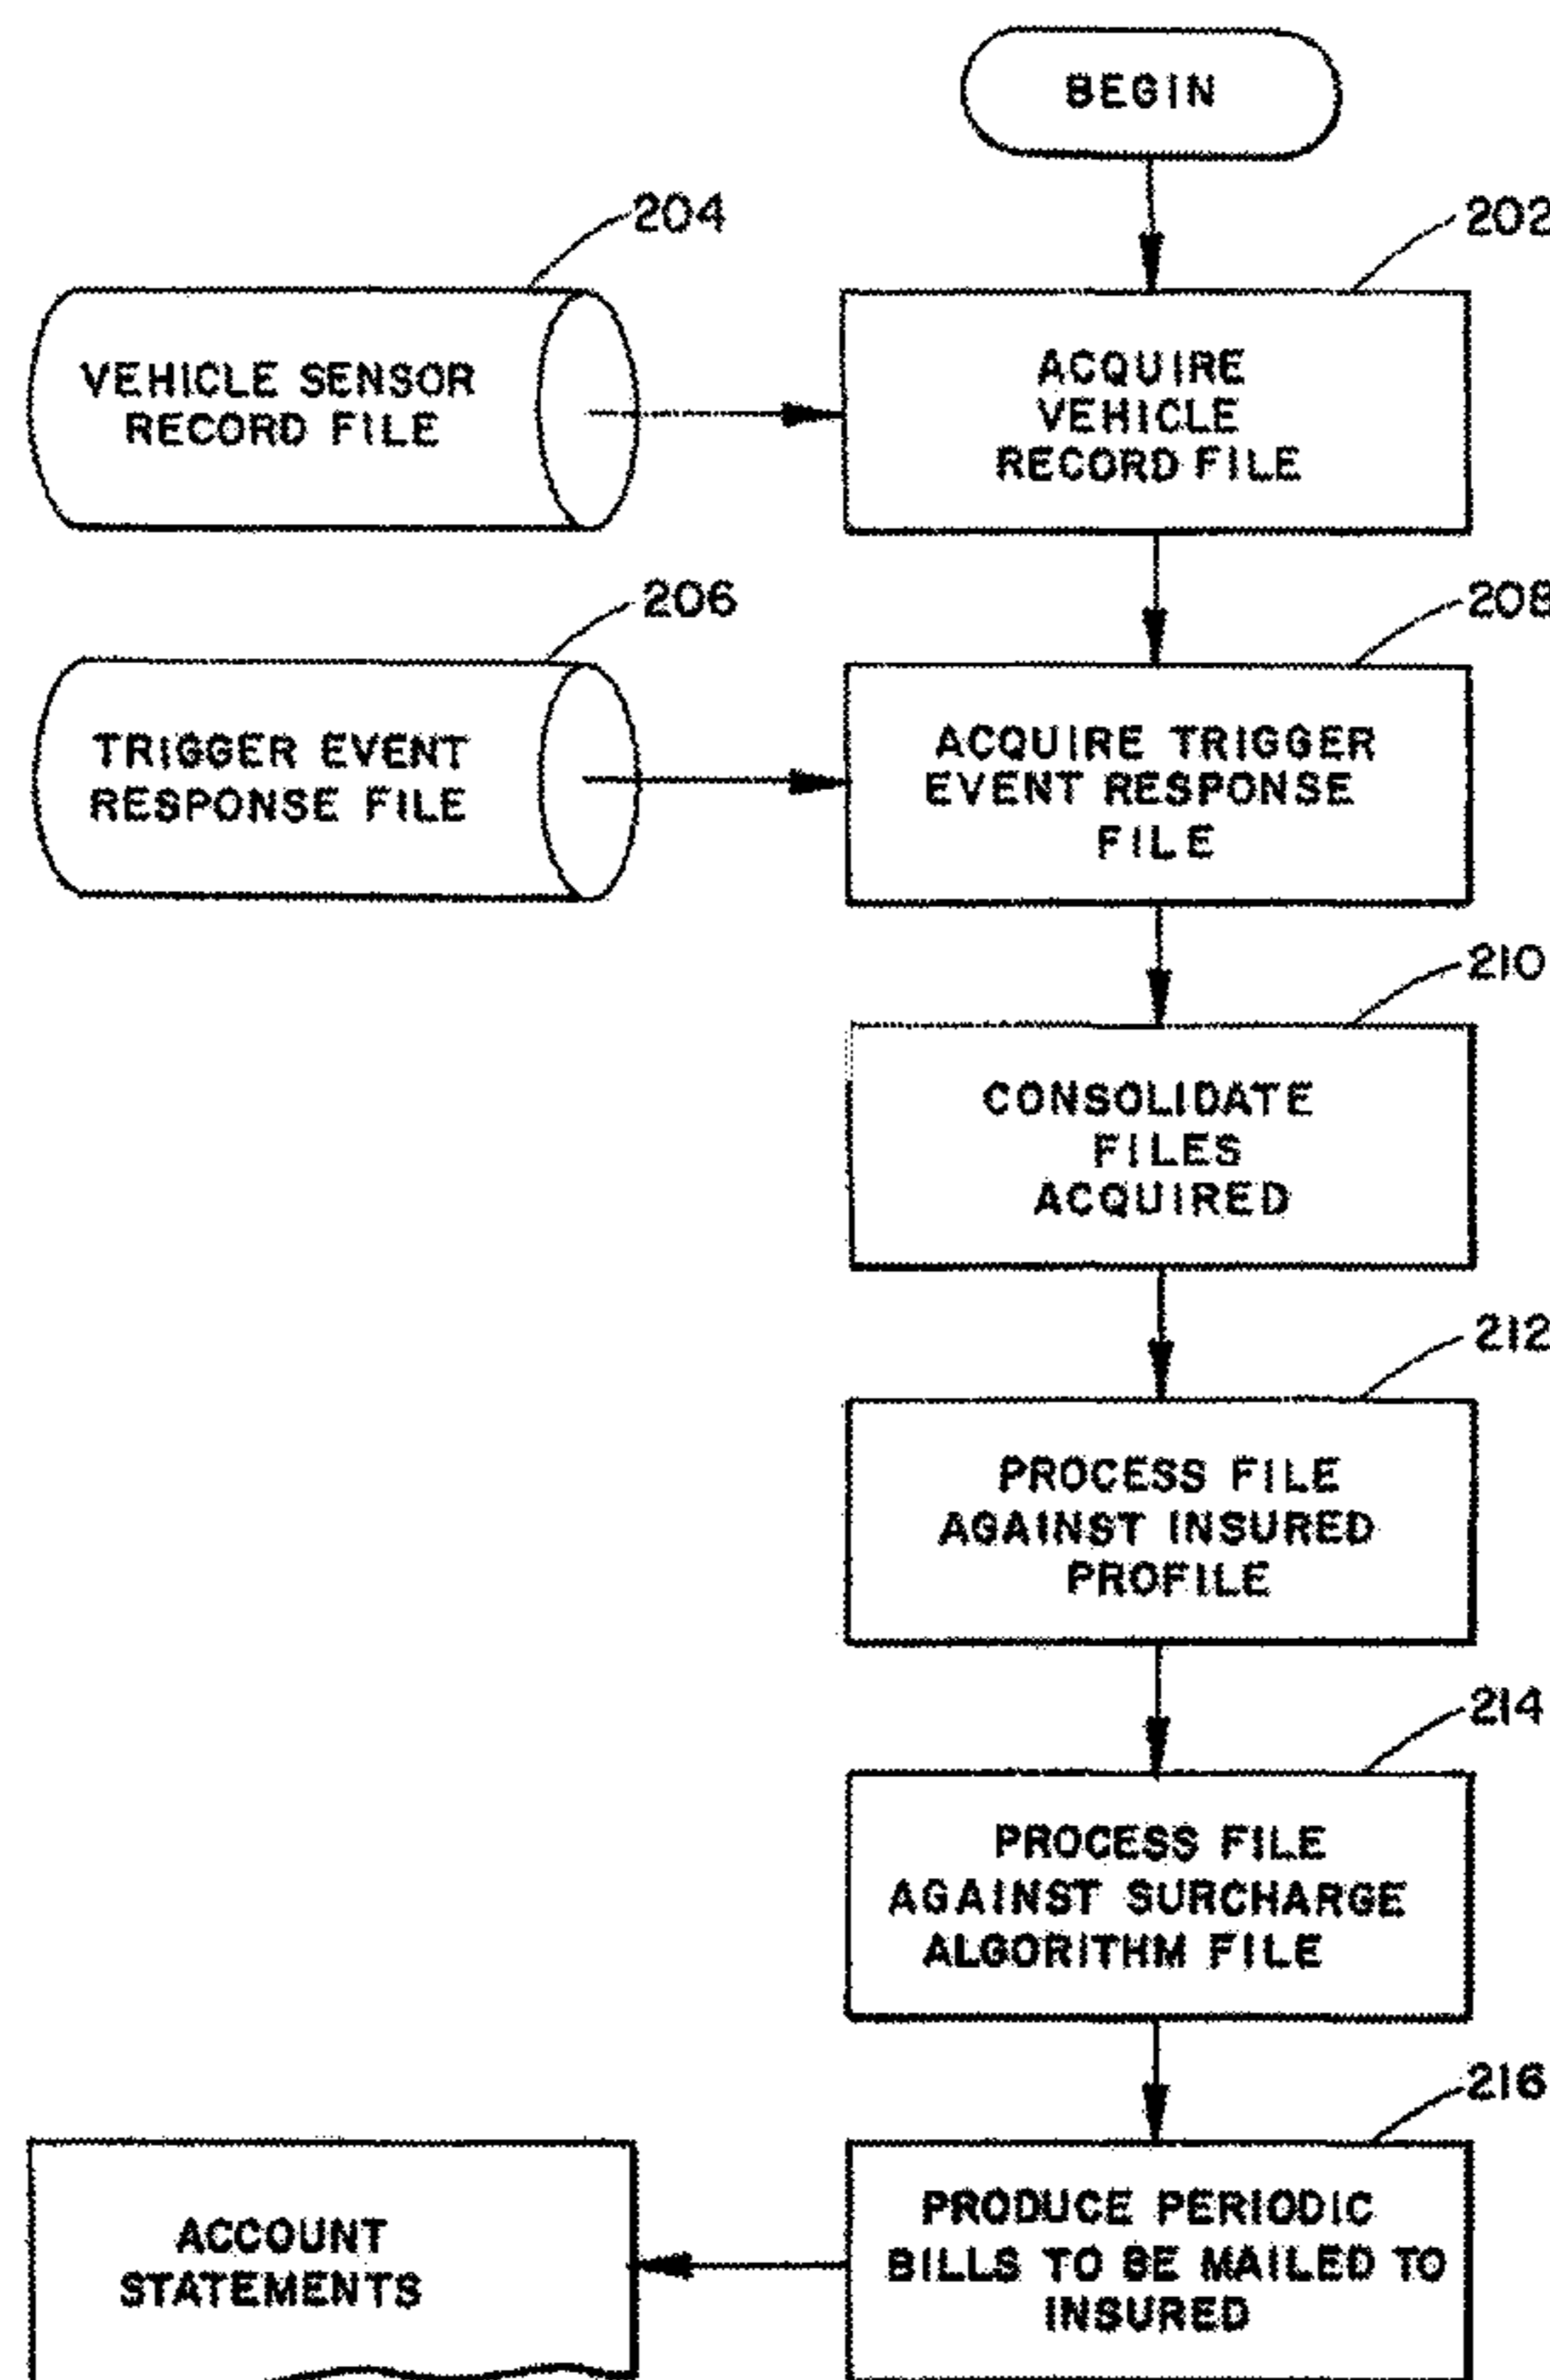 BEGIN
204
202
VEHICLE SENSOR
RECORD FILE
ACQUIRE
VEHICLE
RECORD FILE
206
208
TRIGGER EVENT
RESPONSE FILE
ACQUIRE TRIGGER
EVENT RESPONSE
FILE
210
CONSOLIDATE
FILES
ACQUIRED
212
PROCESS FILE
AGAINST INSURED
PROFILE
214
PROCESS FILE
AGAINST SURCHARGE
ALGORITHM FILE
216
ACCOUNT
STATEMENTS
PRODUCE PERIODIC
BILLS TO BE MAILED TO
INSURED